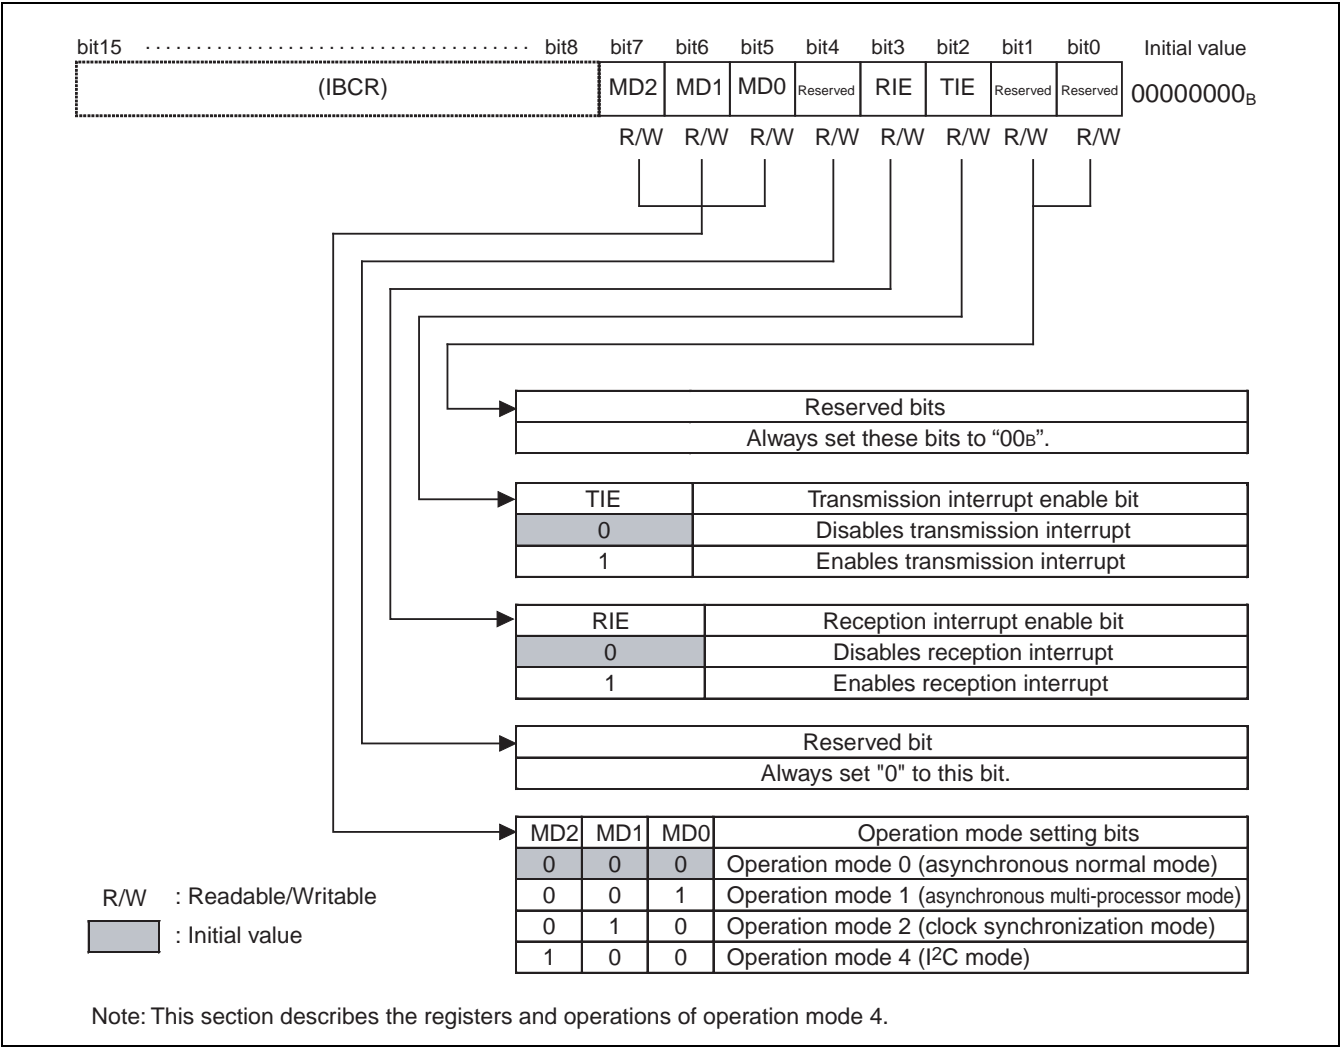 bit15 ······································ bit8 bit7 bit6 bit5 bit4 bit3 bit2 bit1 bit0 Initial value
(IBCR) MD2 MD1 MD0 Reserved RIE TIE Reserved Reserved 00000000B
R/W R/W R/W R/W R/W R/W R/W R/W
Reserved bits
Always set these bits to “00B”.
TIE Transmission interrupt enable bit
0 Disables transmission interrupt
1 Enables transmission interrupt
RIE Reception interrupt enable bit
0 Disables reception interrupt
1 Enables reception interrupt
Reserved bit
Always set "0" to this bit.
MD2 MD1 MD0 Operation mode setting bits
0 0 0 Operation mode 0 (asynchronous normal mode)
0 0 1 Operation mode 1 (asynchronous multi-processor mode)
0 1 0 Operation mode 2 (clock synchronization mode)
1 0 0 Operation mode 4 (I2C mode)
R/W : Readable/Writable
: Initial value
Note: This section describes the registers and operations of operation mode 4.